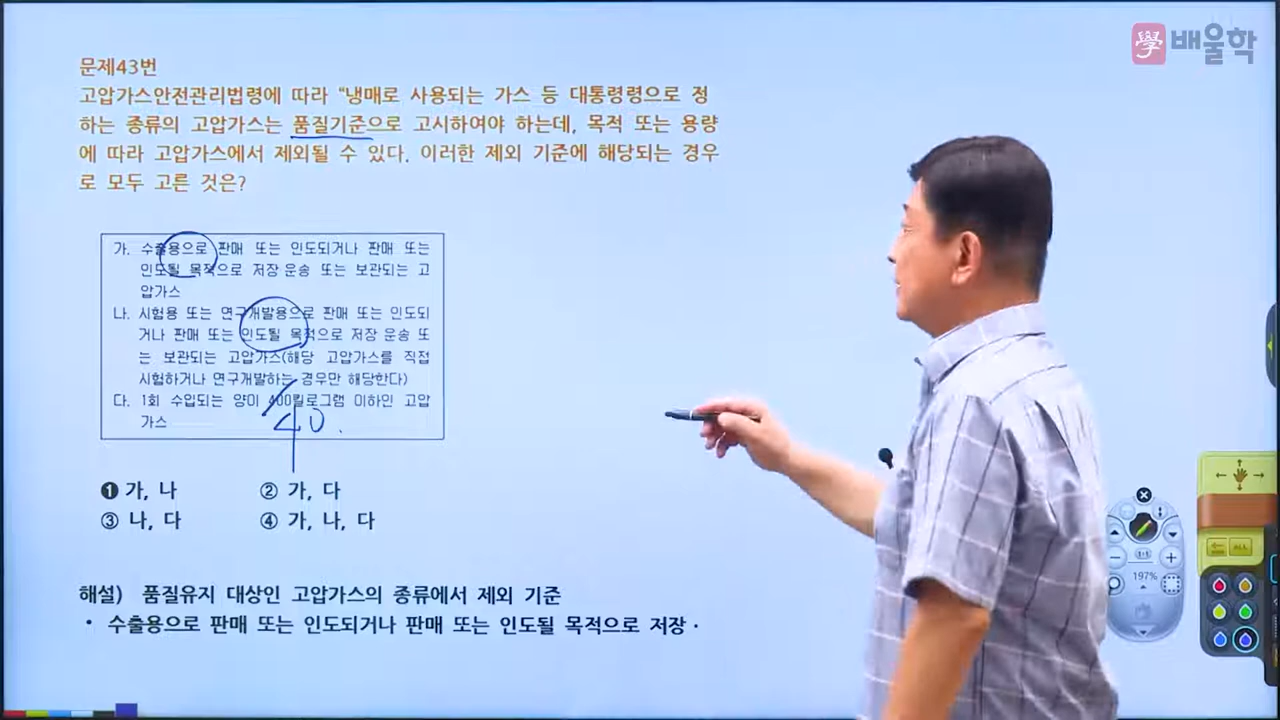 學 배울학
문제43번
고압가스안전관리법령에 따라 "냉매로 사용되는 가스 등 대통령령으로 정
하는 종류의 고압가스는 품질기준으로 고시하여야 하는데, 목적 또는 용량
에 따라 고압가스에서 제외될 수 있다. 이러한 제외 기준에 해당되는 경우
로 모두 고른 것은?
가. 수출용으로 판매 또는 인도되거나 판매 또는
인도될 목적으로 저장 운송 또는 보관되는 고
압가스
나. 시험용 또는 연구개발용으로 판매 또는 인도되
거나 판매 또는 인도될 목적으로 저장 운송 또
는 보관되는 고압가스(해당 고압가스를 직접
시험하거나 연구개발하는 경우만 해당한다)
다. 1회 수입되는 양이 400킬로그램 이하인 고압
가스
40.
❶ 가, 나 ② 가, 다
③ 나, 다 ④ 가, 나, 다
해설) 품질유지 대상인 고압가스의 종류에서 제외 기준
• 수출용으로 판매 또는 인도되거나 판매 또는 인도될 목적으로 저장 ·
1:1
197%
ALL